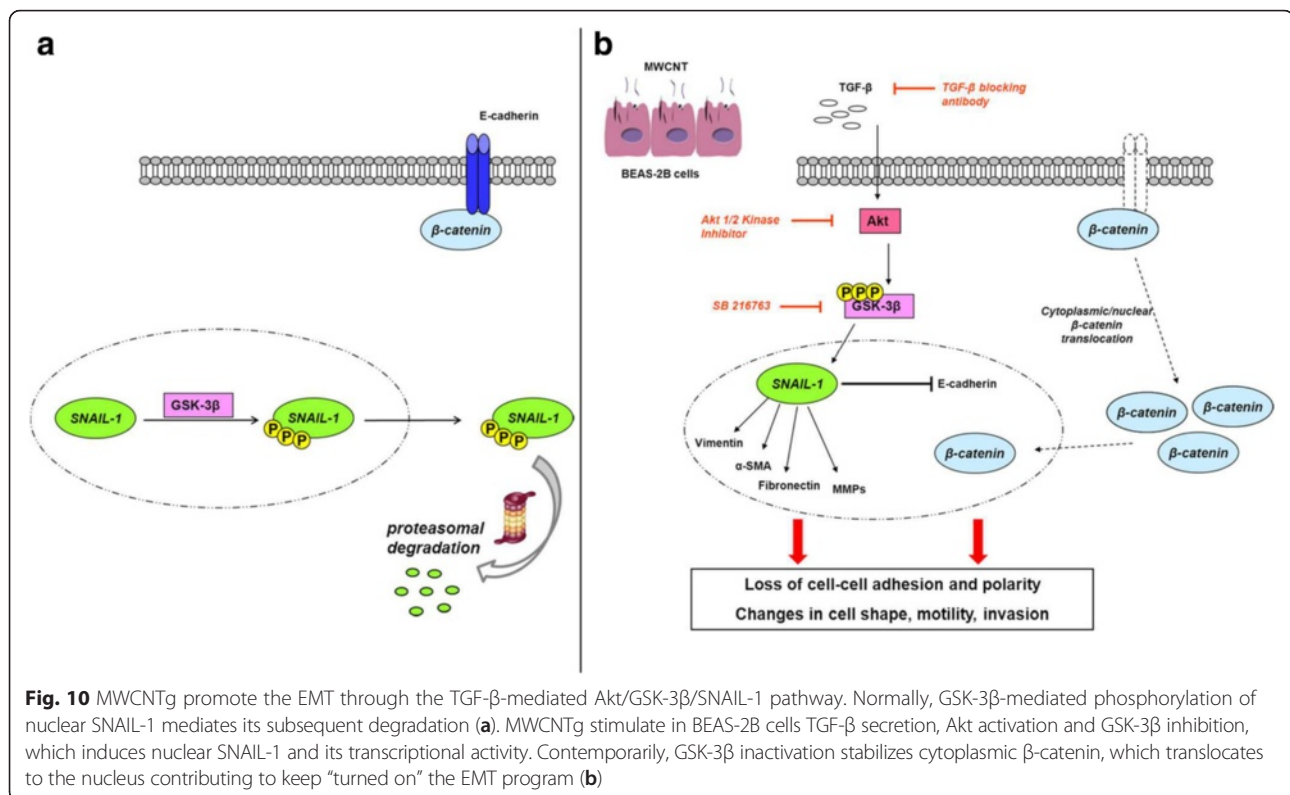 a
E-cadherin
β-catenin
SNAIL-1
GSK-3β
SNAIL-1
P P P
SNAIL-1
P P P
proteasomal
degradation
b
MWCNT
BEAS-2B cells
TGF-β
TGF-β blocking
antibody
Akt 1/2 Kinase
Inhibitor
Akt
β-catenin
SB 216763
P P P
GSK-3β
Cytoplasmic/nuclear
β-catenin
translocation
SNAIL-1
E-cadherin
Vimentin
α-SMA
Fibronectin
MMPs
β-catenin
β-catenin
β-catenin
β-catenin
Loss of cell-cell adhesion and polarity
Changes in cell shape, motility, invasion
Fig. 10 MWCNTg promote the EMT through the TGF-β-mediated Akt/GSK-3β/SNAIL-1 pathway. Normally, GSK-3β-mediated phosphorylation of
nuclear SNAIL-1 mediates its subsequent degradation (a). MWCNTg stimulate in BEAS-2B cells TGF-β secretion, Akt activation and GSK-3β inhibition,
which induces nuclear SNAIL-1 and its transcriptional activity. Contemporarily, GSK-3β inactivation stabilizes cytoplasmic β-catenin, which translocates
to the nucleus contributing to keep “turned on” the EMT program (b)